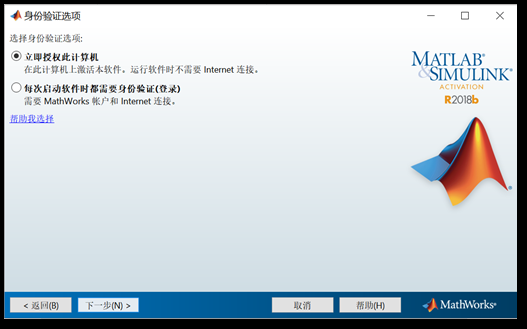 身份验证选项
选择身份验证选项:
立即授权此计算机
在此计算机上激活本软件。运行软件时不需要 Internet 连接。
每次启动软件时都需要身份验证(登录)
需要 MathWorks 帐户和 Internet 连接。
帮助我选择
MATLAB®
&SIMULINK®
ACTIVATION
R2018b
< 返回(B)
下一步(N) >
取消
帮助(H)
MathWorks®